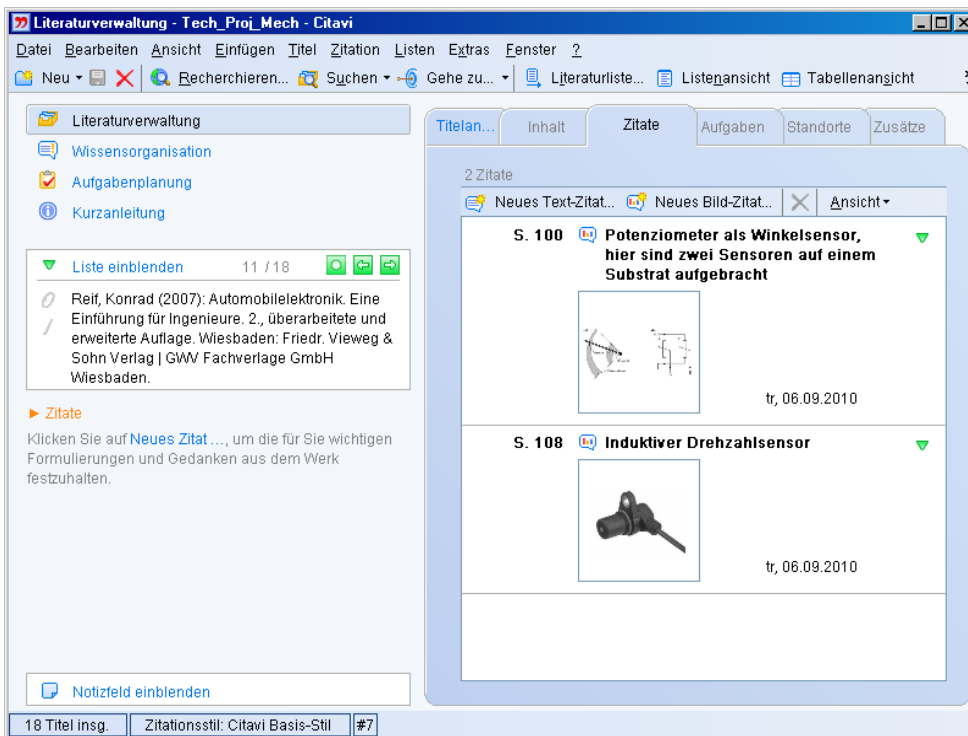 Literaturverwaltung - Tech_Proj_Mech - Citavi
Datei Bearbeiten Ansicht Einfügen Titel Zitation Listen Extras Fenster ?
Neu Recherchieren... Suchen Gehe zu... Literaturliste... Listenansicht Tabellenansicht
Literaturverwaltung
Wissensorganisation
Aufgabenplanung
Kurzanleitung
Liste einblenden 11 / 18
Reif, Konrad (2007): Automobilelektronik. Eine
Einführung für Ingenieure. 2., überarbeitete und
erweiterte Auflage. Wiesbaden: Friedr. Vieweg &
Sohn Verlag | GWV Fachverlage GmbH
Wiesbaden.
Zitate
Klicken Sie auf Neues Zitat ..., um die für Sie wichtigen
Formulierungen und Gedanken aus dem Werk
festzuhalten.
Notizfeld einblenden
Titelan... Inhalt Zitate Aufgaben Standorte Zusätze
2 Zitate
Neues Text-Zitat... Neues Bild-Zitat... Ansicht
S. 100 Potenziometer als Winkelsensor,
hier sind zwei Sensoren auf einem
Substrat aufgebracht
tr, 06.09.2010
S. 108 Induktiver Drehzahlsensor
tr, 06.09.2010
18 Titel insg. Zitationsstil: Citavi Basis-Stil #7